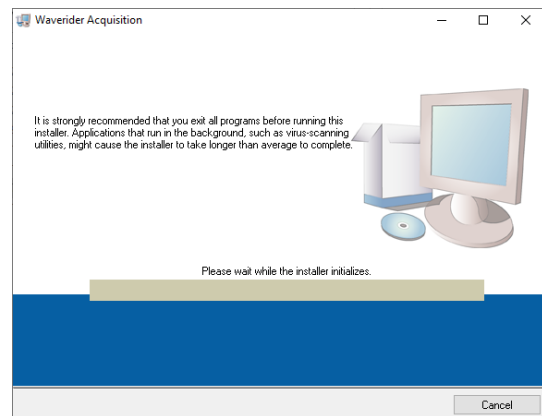 Waverider Acquisition
It is strongly recommended that you exit all programs before running this
installer. Applications that run in the background, such as virus-scanning
utilities, might cause the installer to take longer than average to complete.
Please wait while the installer initializes.
Cancel